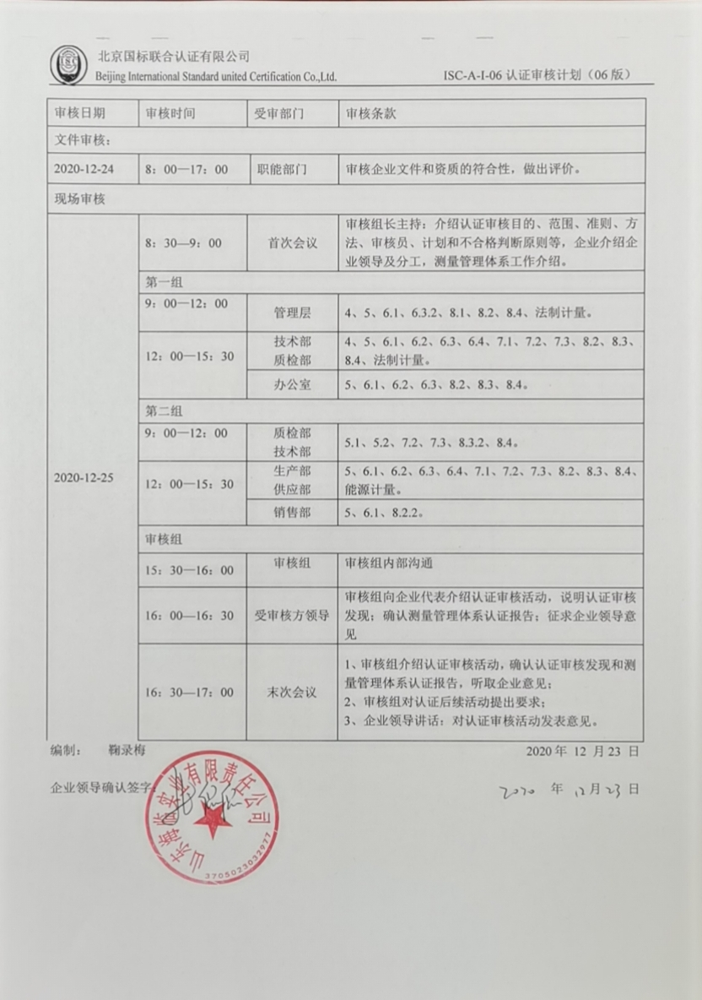 北京国标联合认证有限公司
Beijing International Standard united Certification Co.,Ltd.
ISC-A-I-06 认证审核计划（06 版）
审核日期 审核时间 受审部门 审核条款
文件审核：
2020-12-24 8：00—17：00 职能部门 审核企业文件和资质的符合性，做出评价。
现场审核
2020-12-25
8：30—9：00 首次会议
审核组长主持：介绍认证审核目的、范围、准则、方
法、审核员、计划和不合格判断原则等，企业介绍企
业领导及分工，测量管理体系工作介绍。
第一组
9：00—12：00 管理层 4、5、6.1、6.3.2、8.1、8.2、8.4、法制计量。
12：00—15：30
技术部
质检部
4、5、6.1、6.2、6.3、6.4、7.1、7.2、7.3、8.2、8.3、
8.4、法制计量。
办公室 5、6.1、6.2、6.3、8.2、8.3、8.4。
第二组
9：00—12：00
质检部
技术部
5.1、5.2、7.2、7.3、8.3.2、8.4。
12：00—15：30
生产部
供应部
5、6.1、6.2、6.3、6.4、7.1、7.2、7.3、8.2、8.3、8.4、
能源计量。
销售部 5、6.1、8.2.2。
审核组
15：30—16：00 审核组 审核组内部沟通
16：00—16：30 受审核方领导
审核组向企业代表介绍认证审核活动，说明认证审核
发现；确认测量管理体系认证报告；征求企业领导意
见
16：30—17：00 末次会议
1、审核组介绍认证审核活动，确认认证审核发现和测
量管理体系认证报告，听取企业意见；
2、审核组对认证后续活动提出要求；
3、企业领导讲话：对认证审核活动发表意见。
编制： 鞠录梅 2020 年 12 月 23 日
企业领导确认签字： 2020 年 12 月 23 日
实业有限责任公司
山东
3705023032977